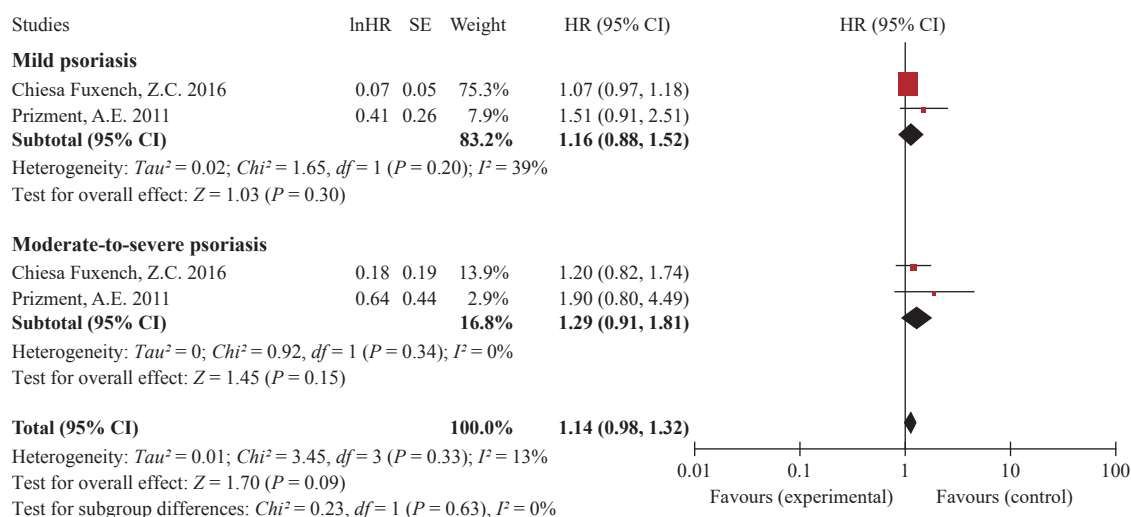 Studies lnHR SE Weight HR (95% CI) HR (95% CI)
Mild psoriasis
Chiesa Fuxench, Z.C. 2016 0.07 0.05 75.3% 1.07 (0.97, 1.18)
Prizment, A.E. 2011 0.41 0.26 7.9% 1.51 (0.91, 2.51)
Subtotal (95% CI) 83.2% 1.16 (0.88, 1.52)
Heterogeneity: Tau² = 0.02; Chi² = 1.65, df = 1 (P = 0.20); I² = 39%
Test for overall effect: Z = 1.03 (P = 0.30)
Moderate-to-severe psoriasis
Chiesa Fuxench, Z.C. 2016 0.18 0.19 13.9% 1.20 (0.82, 1.74)
Prizment, A.E. 2011 0.64 0.44 2.9% 1.90 (0.80, 4.49)
Subtotal (95% CI) 16.8% 1.29 (0.91, 1.81)
Heterogeneity: Tau² = 0; Chi² = 0.92, df = 1 (P = 0.34); I² = 0%
Test for overall effect: Z = 1.45 (P = 0.15)
Total (95% CI) 100.0% 1.14 (0.98, 1.32)
Heterogeneity: Tau² = 0.01; Chi² = 3.45, df = 3 (P = 0.33); I² = 13%
Test for overall effect: Z = 1.70 (P = 0.09)
Test for subgroup differences: Chi² = 0.23, df = 1 (P = 0.63), I² = 0%
0.01 0.1 1 10 100
Favours (experimental) Favours (control)